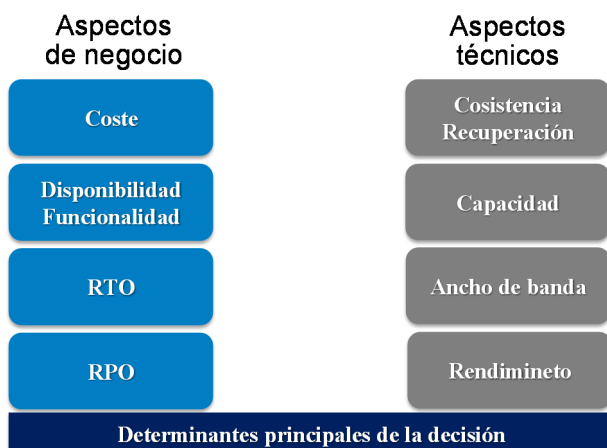 Aspectos
de negocio
Coste
Disponibilidad
Funcionalidad
RTO
RPO
Aspectos
técnicos
Cosistencia
Recuperación
Capacidad
Ancho de banda
Rendimineto
Determinantes principales de la decisión